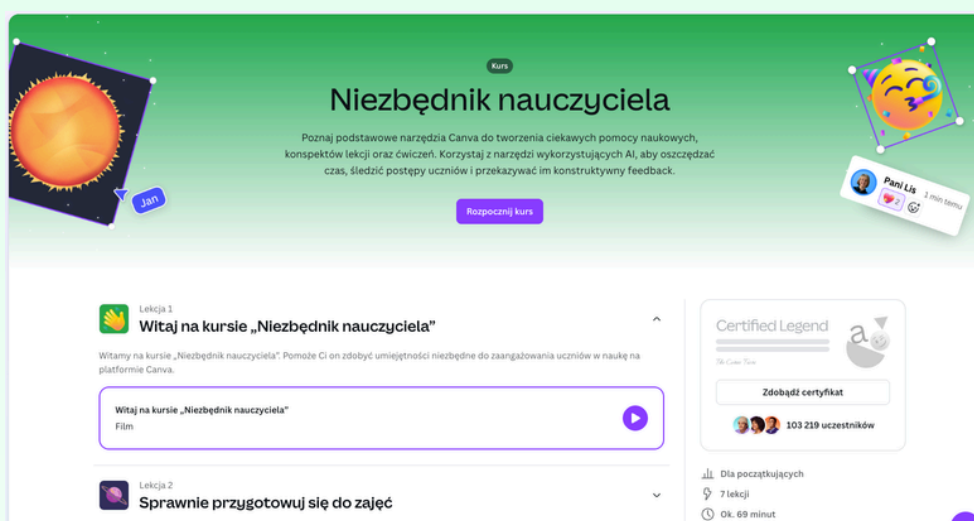 Kurs
Niezbędnik nauczyciela
Poznaj podstawowe narzędzia Canva do tworzenia ciekawych pomocy naukowych,
konspektów lekcji oraz ćwiczeń. Korzystaj z narzędzi wykorzystujących AI, aby oszczędzać
czas, śledzić postępy uczniów i przekazywać im konstruktywny feedback.
Rozpocznij kurs
Jan
Pani Lis 1 min temu
2
Lekcja 1
Witaj na kursie „Niezbędnik nauczyciela”
Witamy na kursie „Niezbędnik nauczyciela”. Pomoże Ci on zdobyć umiejętności niezbędne do zaangażowania uczniów w naukę na
platformie Canva.
Witaj na kursie „Niezbędnik nauczyciela”
Film
Lekcja 2
Sprawnie przygotowuj się do zajęć
Certified Legend
a
Zdobądź certyfikat
103 219 uczestników
Dla początkujących
7 lekcji
Ok. 69 minut